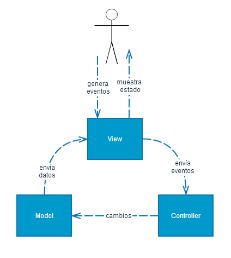 genera
eventos
muestra
estado
View
envía
datos
envía
eventos
Model
cambios
Controller